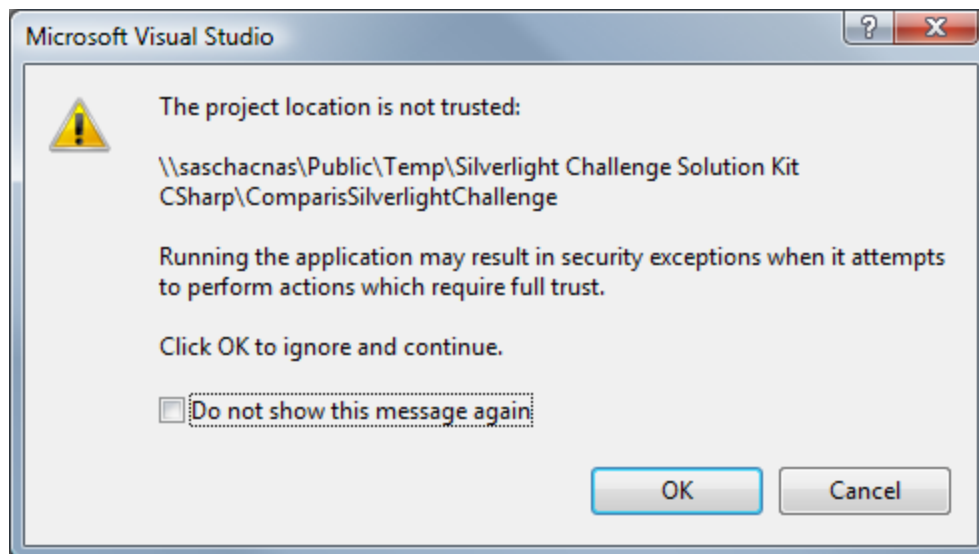 Microsoft Visual Studio
The project location is not trusted:
\\saschacnas\Public\Temp\Silverlight Challenge Solution Kit
CSharp\ComparisSilverlightChallenge
Running the application may result in security exceptions when it attempts
to perform actions which require full trust.
Click OK to ignore and continue.
Do not show this message again
OK
Cancel